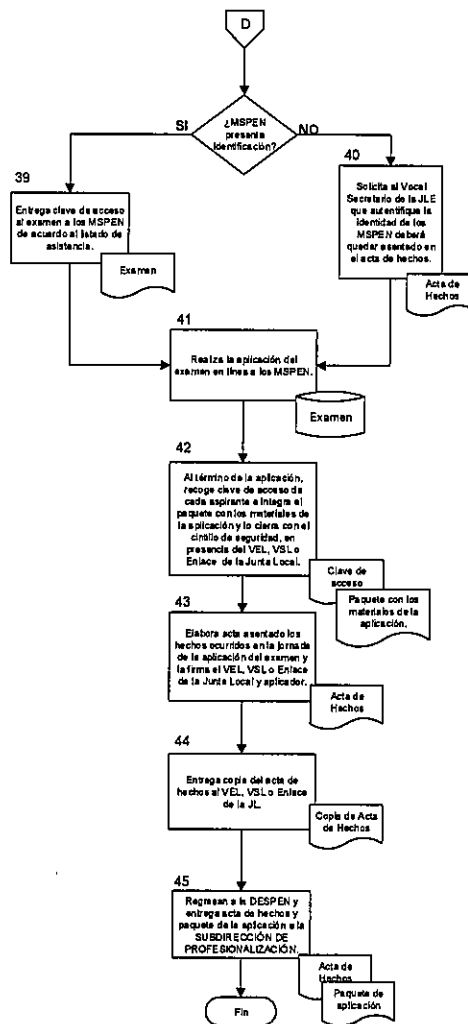 D
¿MSPEN
presenta
identificación?
SI
NO
39
Entrega clave de acceso
al examen a los MSPEN
de acuerdo al listado de
asistencia.
Examen
40
Solicita al Vocal
Secretario de la JLE
que autentifique la
identidad de los
MSPEN deberá
quedar asentado en
el acta de hechos.
Acta de
Hechos
41
Realiza la aplicación del
examen en línea a los MSPEN.
Examen
42
Al término de la aplicación,
recoge clave de acceso de
cada aspirante e integra el
paquete con los materiales de
la aplicación y lo cierra con el
cintillo de seguridad, en
presencia del VEL, VSL o
Enlace de la Junta Local.
Clave de
acceso
Paquete con los
materiales de la
aplicación.
43
Elabora acta asentado los
hechos ocurridos en la jornada
de la aplicación del examen y
la firma el VEL, VSL o Enlace
de la Junta Local y aplicador.
Acta de
Hechos
44
Entrega copia del acta de
hechos al VEL, VSL o Enlace
de la JL.
Copia de Acta
de Hechos
45
Regresan a la DESPEN y
entrega acta de hechos y
paquete de la aplicación a la
SUBDIRECCIÓN DE
PROFESIONALIZACIÓN.
Acta de
Hechos
Paquete de
aplicación
Fin